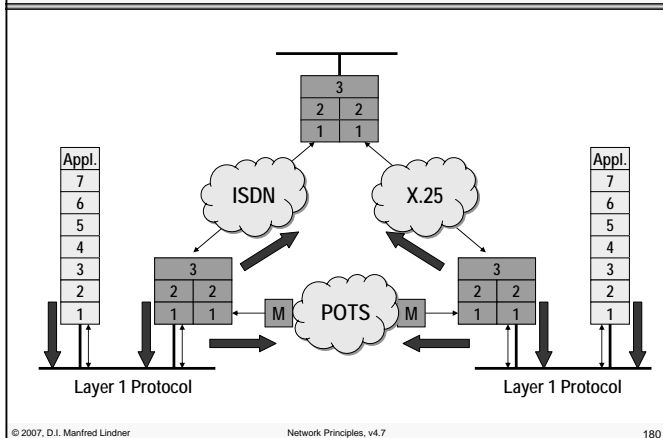 3
2 2
1 1
Appl.
7
6
5
4
3
2
1
ISDN
X.25
Appl.
7
6
5
4
3
2
1
3
2 2
1 1
M
POTS
M
3
2 2
1 1
Layer 1 Protocol
Layer 1 Protocol
© 2007, D.I. Manfred Lindner
Network Principles, v4.7
180